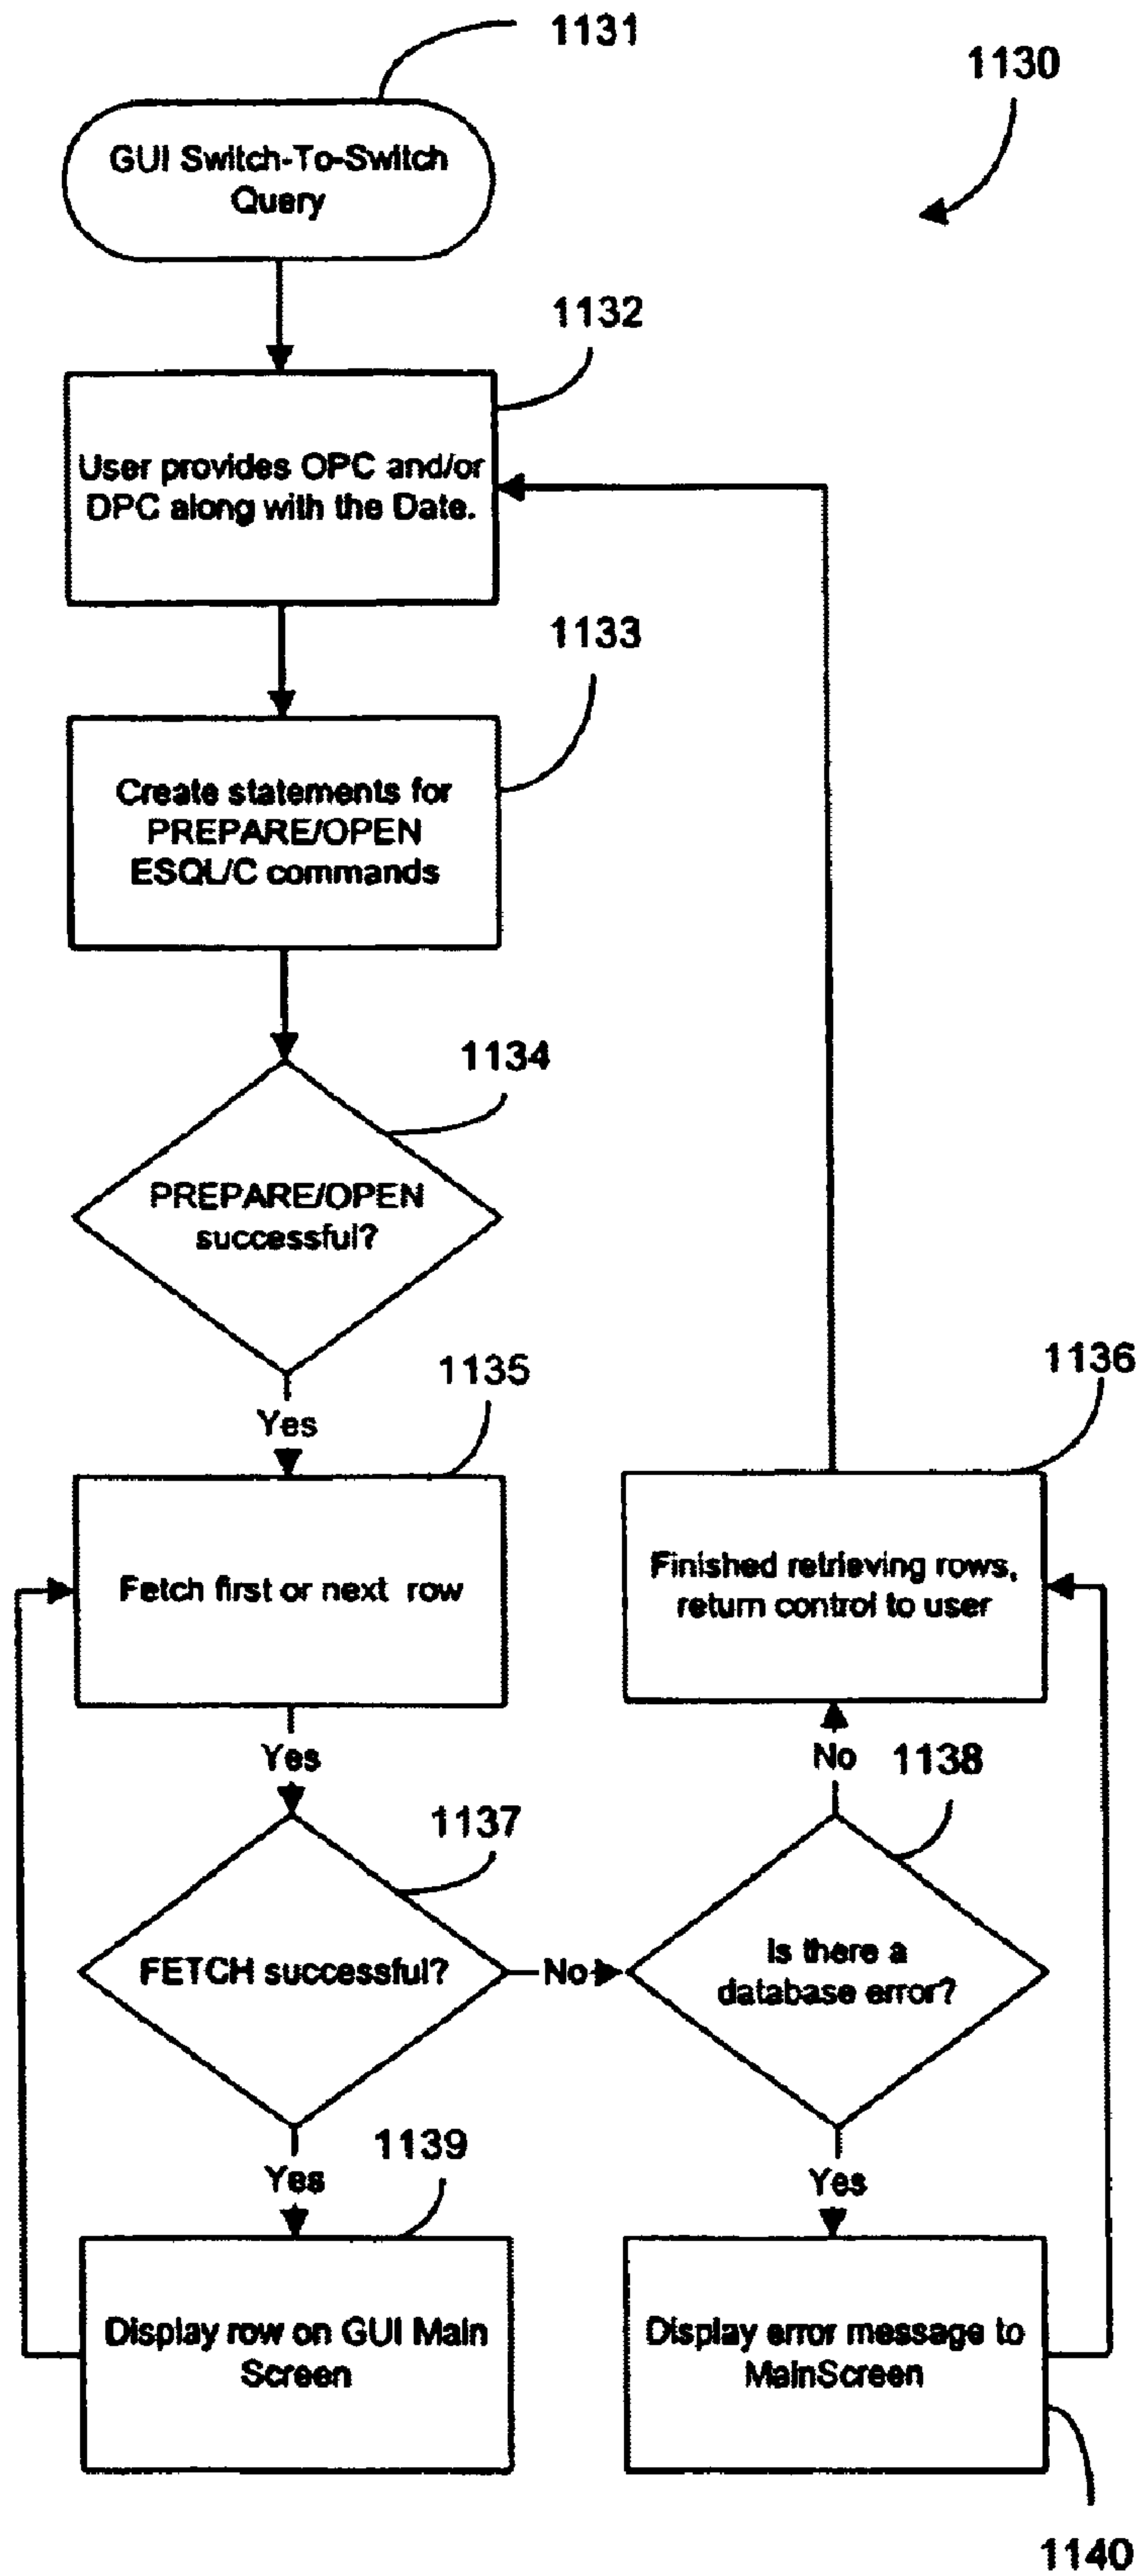 1131
1130
GUI Switch-To-Switch
Query
1132
User provides OPC and/or
DPC along with the Date.
1133
Create statements for
PREPARE/OPEN
ESQL/C commands
1134
PREPARE/OPEN
successful?
Yes
1135
Fetch first or next row
1136
Finished retrieving rows,
return control to user
Yes
No
1138
1137
FETCH successful?
No
Is there a
database error?
Yes
1139
Yes
Display row on GUI Main
Screen
Display error message to
MainScreen
1140